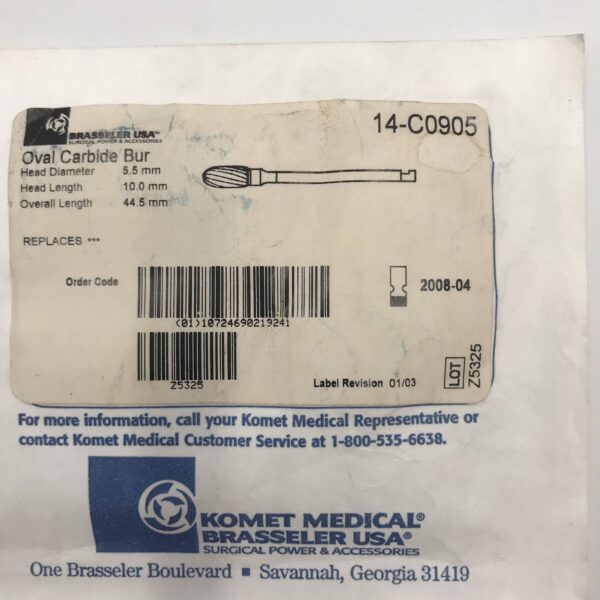 BRASSELER USA®
SURGICAL POWER & ACCESSORIES
14-C0905
Oval Carbide Bur
Head Diameter 5.5 mm
Head Length 10.0 mm
Overall Length 44.5 mm
REPLACES ***
Order Code
2008-04
(01)10724690219241
Z5325
Label Revision 01/03
LOT
Z5325
For more information, call your Komet Medical Representative or
contact Komet Medical Customer Service at 1-800-535-6638.
KOMET MEDICAL®
BRASSELER USA®
SURGICAL POWER & ACCESSORIES
One Brasseler Boulevard ■ Savannah, Georgia 31419